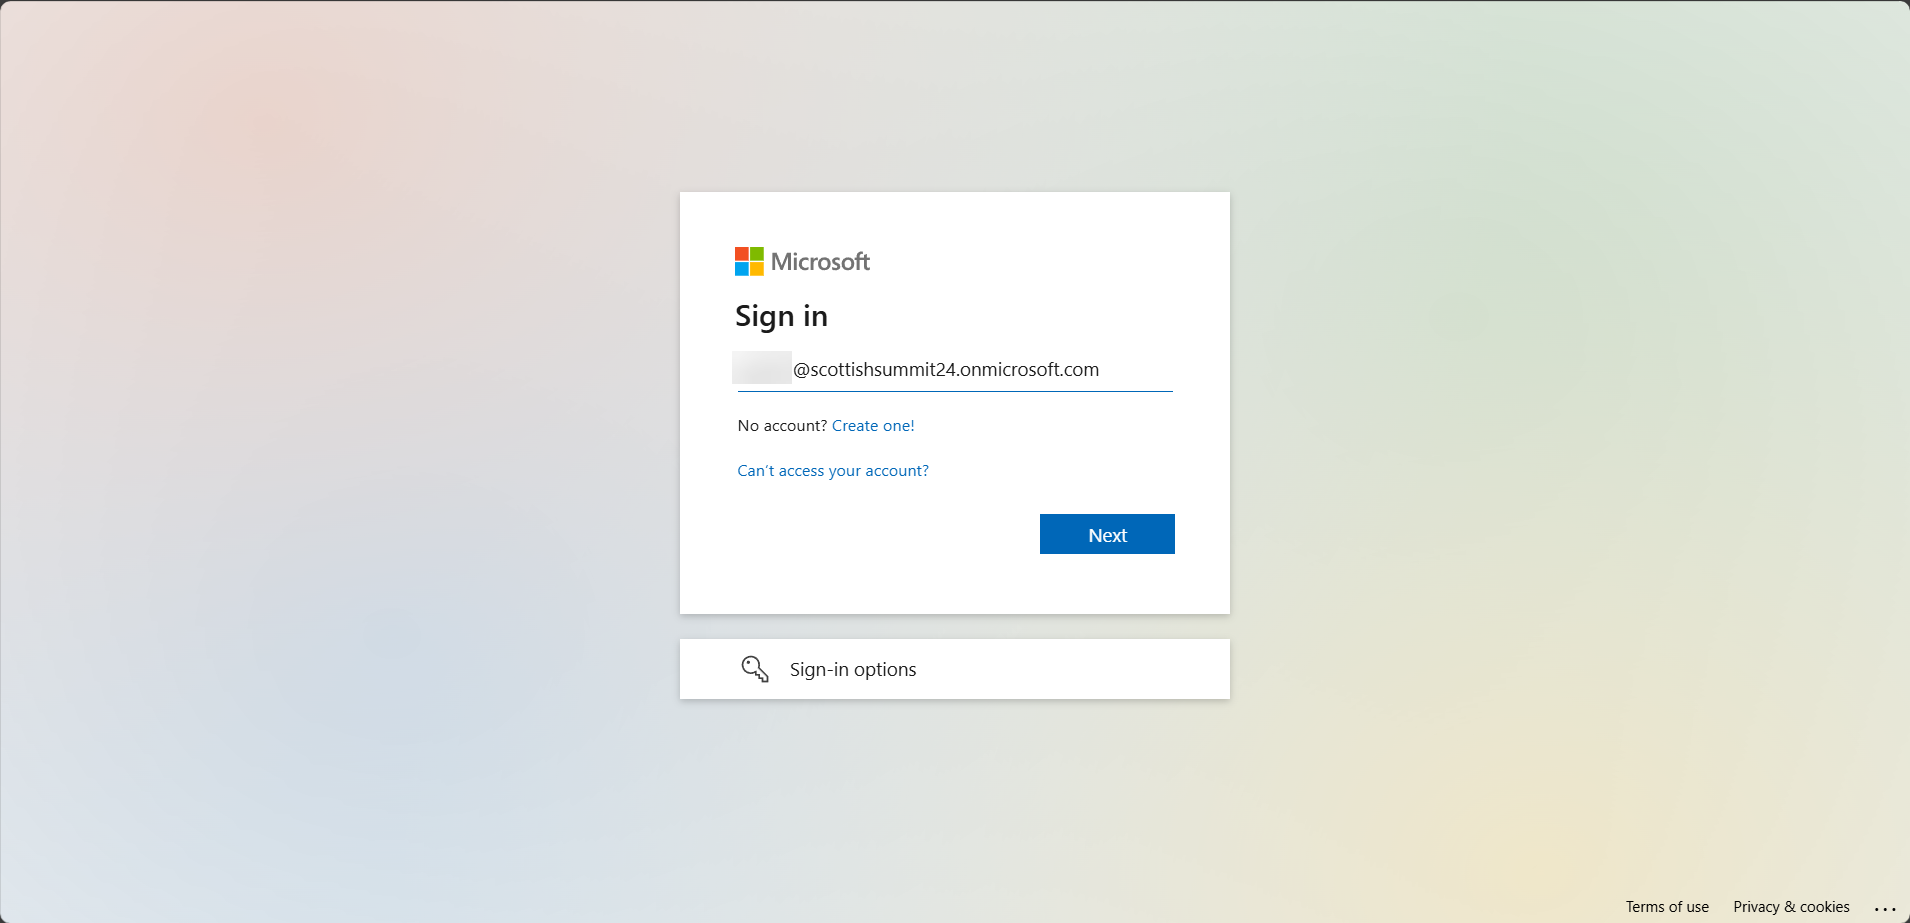 Microsoft
Sign in
@scottishsummit24.onmicrosoft.com
No account? Create one!
Can't access your account?
Next
Sign-in options
Terms of use Privacy & cookies ...